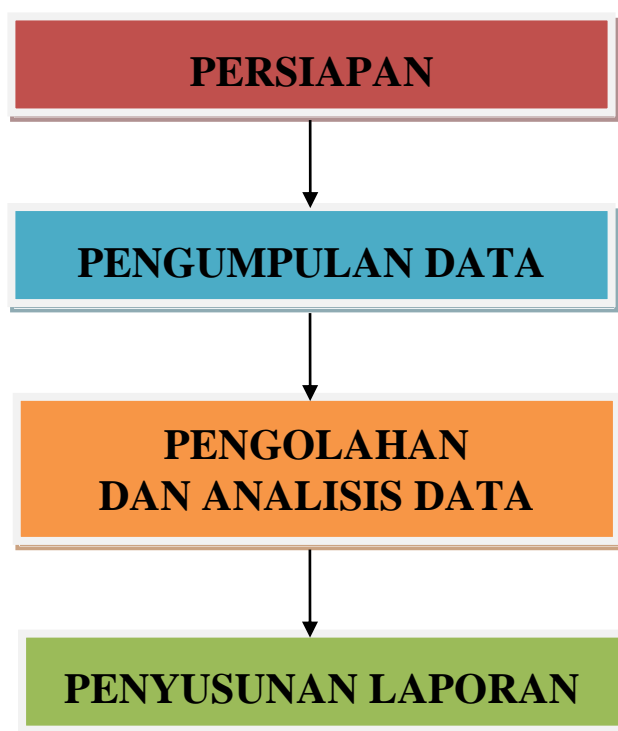 PERSIAPAN
PENGUMPULAN DATA
PENGOLAHAN
DAN ANALISIS DATA
PENYUSUNAN LAPORAN